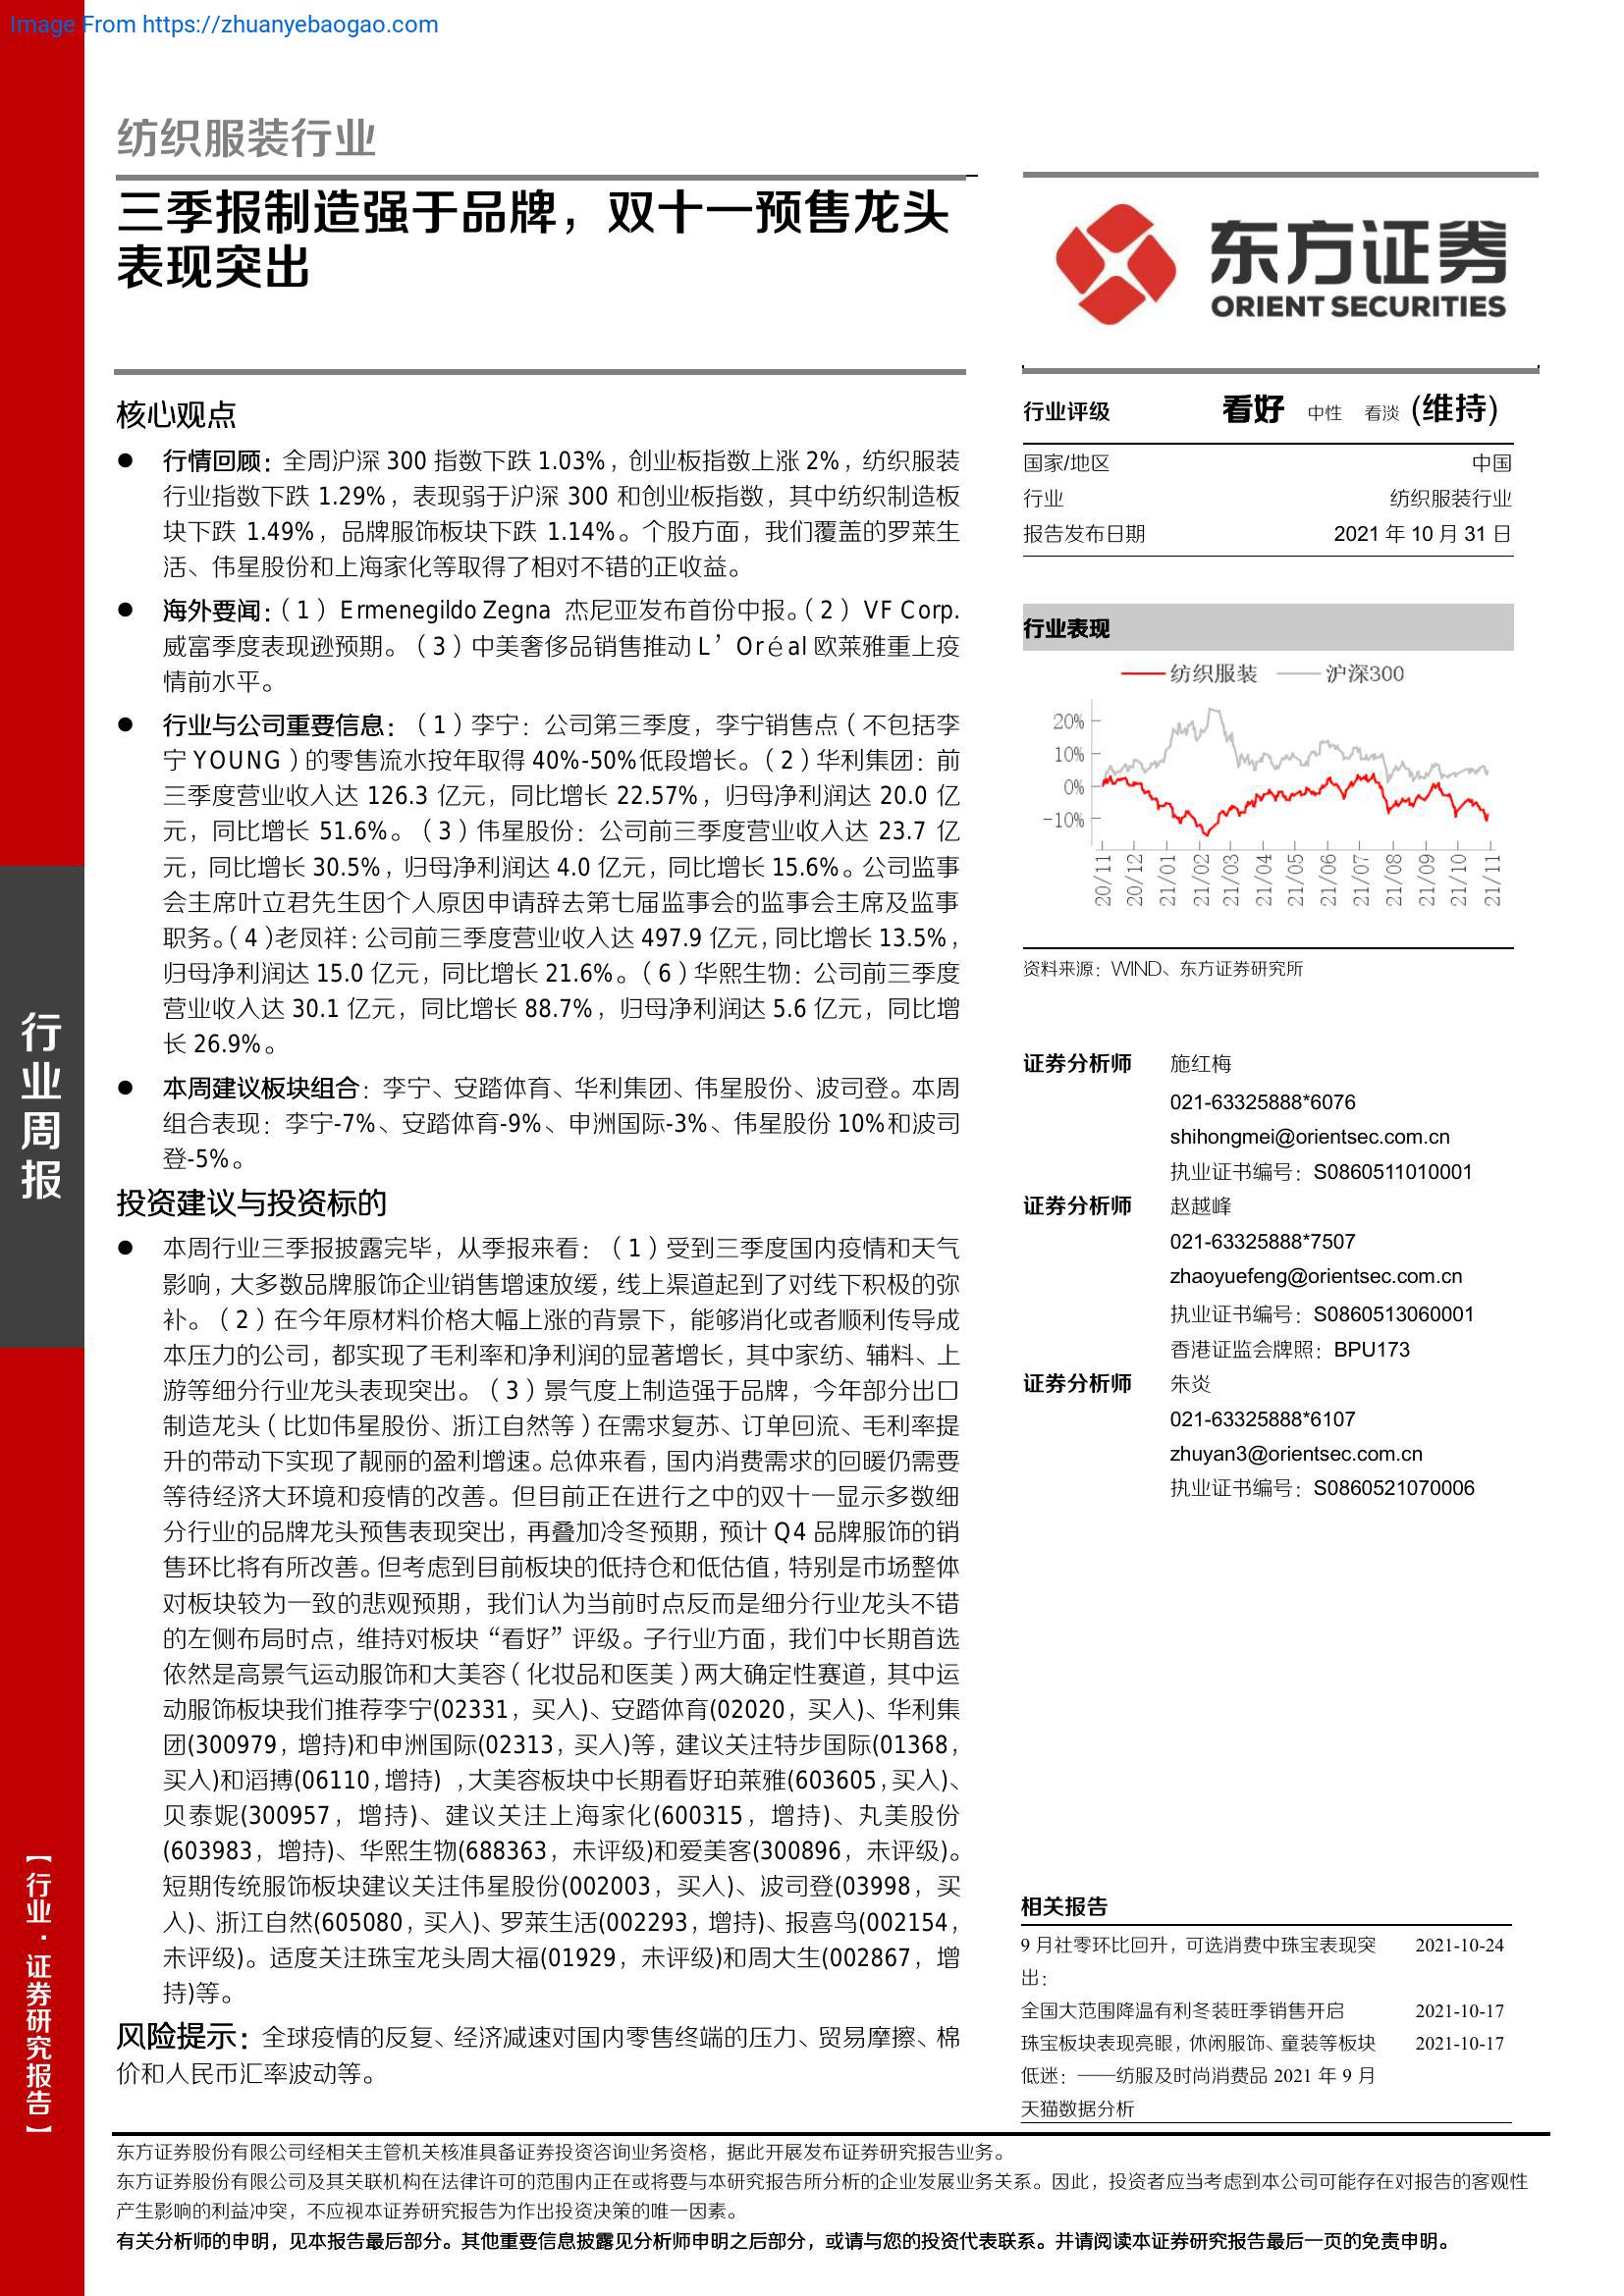 Image From https://zhuanyebaogao.com
纺织服装行业
三季报制造强于品牌，双十一预售龙头
表现突出
东方证券
ORIENT SECURITIES
核心观点
● 行情回顾：全周沪深 300 指数下跌 1.03%，创业板指数上涨 2%，纺织服装
行业指数下跌 1.29%，表现弱于沪深 300 和创业板指数，其中纺织制造板
块下跌 1.49%，品牌服饰板块下跌 1.14%。个股方面，我们覆盖的罗莱生
活、伟星股份和上海家化等取得了相对不错的正收益。
● 海外要闻：（1）Ermenegildo Zegna 杰尼亚发布首份中报。（2）VF Corp.
威富季度表现逊预期。（3）中美奢侈品销售推动 L’Oréal 欧莱雅重上疫
情前水平。
● 行业与公司重要信息：（1）李宁：公司第三季度，李宁销售点（不包括李
宁 YOUNG）的零售流水按年取得 40%-50%低段增长。（2）华利集团：前
三季度营业收入达 126.3 亿元，同比增长 22.57%，归母净利润达 20.0 亿
元，同比增长 51.6%。（3）伟星股份：公司前三季度营业收入达 23.7 亿
元，同比增长 30.5%，归母净利润达 4.0 亿元，同比增长 15.6%。公司监事
会主席叶立君先生因个人原因申请辞去第七届监事会的监事会主席及监事
职务。（4）老凤祥：公司前三季度营业收入达 497.9 亿元，同比增长 13.5%，
归母净利润达 15.0 亿元，同比增长 21.6%。（6）华熙生物：公司前三季度
营业收入达 30.1 亿元，同比增长 88.7%，归母净利润达 5.6 亿元，同比增
长 26.9%。
● 本周建议板块组合：李宁、安踏体育、华利集团、伟星股份、波司登。本周
组合表现：李宁-7%、安踏体育-9%、申洲国际-3%、伟星股份 10%和波司
登-5%。
投资建议与投资标的
● 本周行业三季报披露完毕，从季报来看：（1）受到三季度国内疫情和天气
影响，大多数品牌服饰企业销售增速放缓，线上渠道起到了对线下积极的弥
补。（2）在今年原材料价格大幅上涨的背景下，能够消化或者顺利传导成
本压力的公司，都实现了毛利率和净利润的显著增长，其中家纺、辅料、上
游等细分行业龙头表现突出。（3）景气度上制造强于品牌，今年部分出口
制造龙头（比如伟星股份、浙江自然等）在需求复苏、订单回流、毛利率提
升的带动下实现了靓丽的盈利增速。总体来看，国内消费需求的回暖仍需要
等待经济大环境和疫情的改善。但目前正在进行之中的双十一显示多数细
分行业的品牌龙头预售表现突出，再叠加冷冬预期，预计 Q4 品牌服饰的销
售环比将有所改善。但考虑到目前板块的低持仓和低估值，特别是市场整体
对板块较为一致的悲观预期，我们认为当前时点反而是细分行业龙头不错
的左侧布局时点，维持对板块“看好”评级。子行业方面，我们中长期首选
依然是高景气运动服饰和大美容（化妆品和医美）两大确定性赛道，其中运
动服饰板块我们推荐李宁(02331，买入)、安踏体育(02020，买入)、华利集
团(300979，增持)和申洲国际(02313，买入)等，建议关注特步国际(01368，
买入)和滔搏(06110，增持) ，大美容板块中长期看好珀莱雅(603605，买入)、
贝泰妮(300957，增持)、建议关注上海家化(600315，增持)、丸美股份
(603983，增持)、华熙生物(688363，未评级)和爱美客(300896，未评级)。
短期传统服饰板块建议关注伟星股份(002003，买入)、波司登(03998，买
入)、浙江自然(605080，买入)、罗莱生活(002293，增持)、报喜鸟(002154，
未评级)。适度关注珠宝龙头周大福(01929，未评级)和周大生(002867，增
持)等。
风险提示：全球疫情的反复、经济减速对国内零售终端的压力、贸易摩擦、棉
价和人民币汇率波动等。
行业评级 看好 中性 看淡 (维持)
国家/地区 中国
行业 纺织服装行业
报告发布日期 2021 年 10 月 31 日
行业表现
纺织服装 沪深300
20%
10%
0%
-10%
20/11 20/12 21/01 21/02 21/03 21/04 21/05 21/06 21/07 21/08 21/09 21/10 21/11
资料来源：WIND、东方证券研究所
证券分析师 施红梅
021-63325888*6076
shihongmei@orientsec.com.cn
执业证书编号：S0860511010001
证券分析师 赵越峰
021-63325888*7507
zhaoyuefeng@orientsec.com.cn
执业证书编号：S0860513060001
香港证监会牌照：BPU173
证券分析师 朱炎
021-63325888*6107
zhuyan3@orientsec.com.cn
执业证书编号：S0860521070006
相关报告
9 月社零环比回升，可选消费中珠宝表现突 2021-10-24
出：
全国大范围降温有利冬装旺季销售开启 2021-10-17
珠宝板块表现亮眼，休闲服饰、童装等板块 2021-10-17
低迷：——纺服及时尚消费品 2021 年 9 月
天猫数据分析
行业周报
【行业·证券研究报告】
东方证券股份有限公司经相关主管机关核准具备证券投资咨询业务资格，据此开展发布证券研究报告业务。
东方证券股份有限公司及其关联机构在法律许可的范围内正在或将要与本研究报告所分析的企业发展业务关系。因此，投资者应当考虑到本公司可能存在对报告的客观性
产生影响的利益冲突，不应视本证券研究报告为作出投资决策的唯一因素。
有关分析师的申明，见本报告最后部分。其他重要信息披露见分析师申明之后部分，或请与您的投资代表联系。并请阅读本证券研究报告最后一页的免责申明。